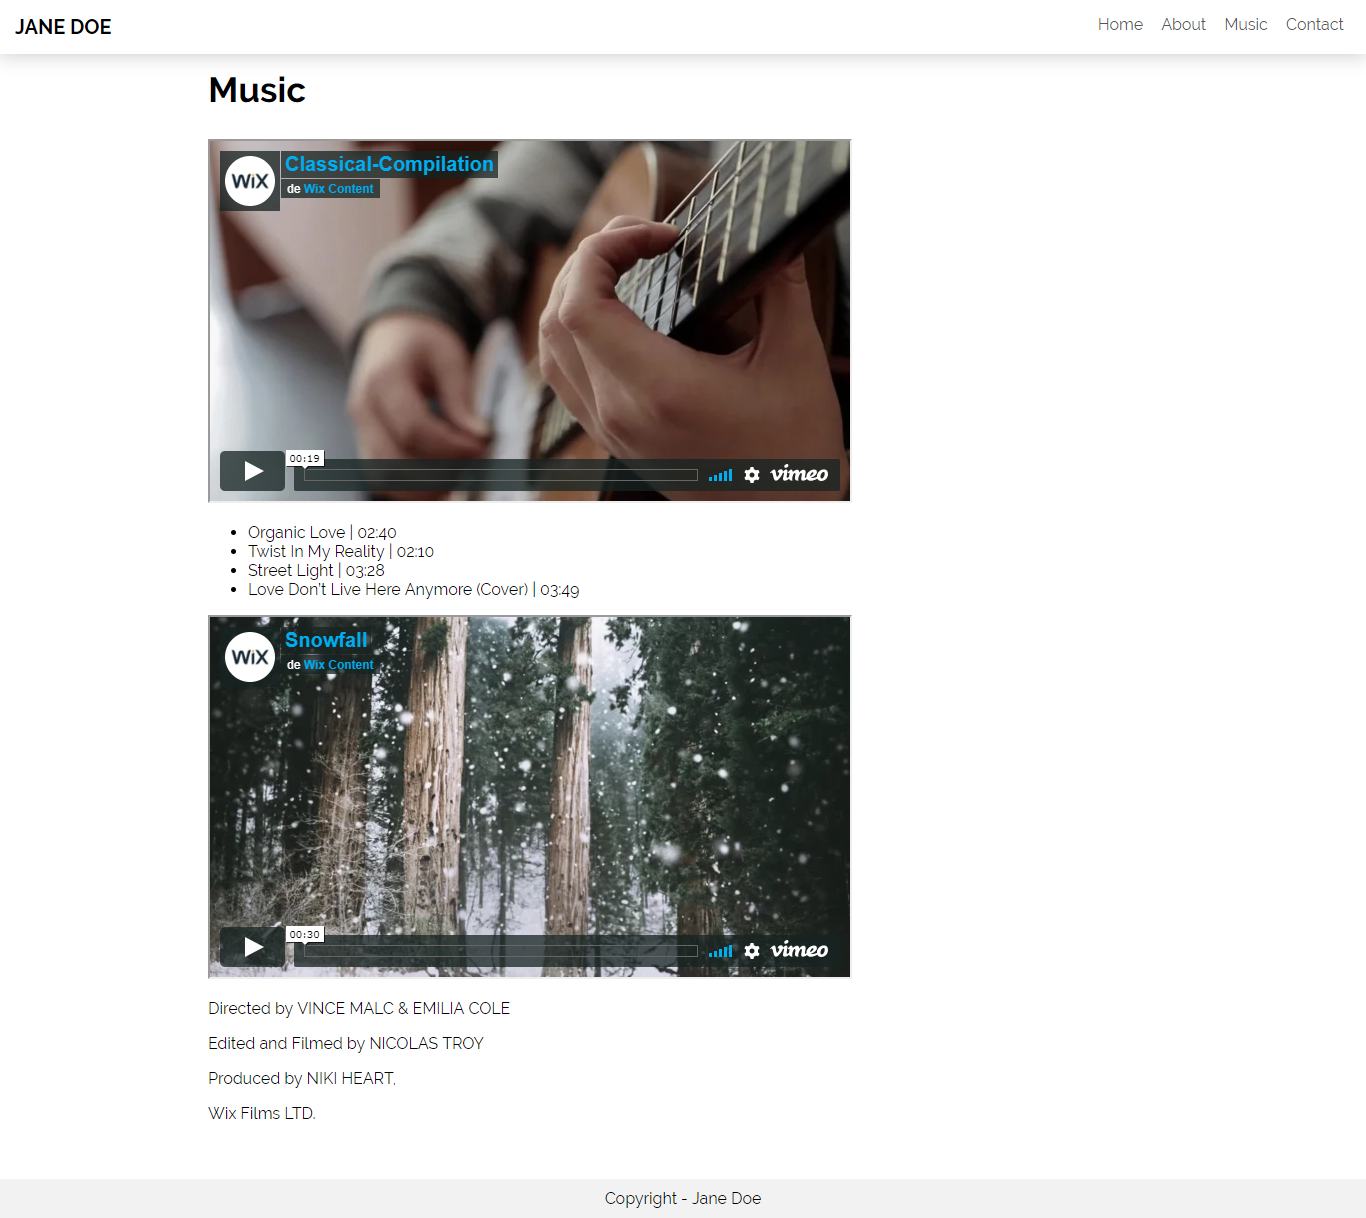 JANE DOE
Home About Music Contact
Music
WiX
Classical-Compilation
de Wix Content
00:19
vimeo
Organic Love | 02:40
Twist In My Reality | 02:10
Street Light | 03:28
Love Don't Live Here Anymore (Cover) | 03:49
WiX
Snowfall
de Wix Content
00:30
vimeo
Directed by VINCE MALC & EMILIA COLE
Edited and Filmed by NICOLAS TROY
Produced by NIKI HEART,
Wix Films LTD.
Copyright - Jane Doe